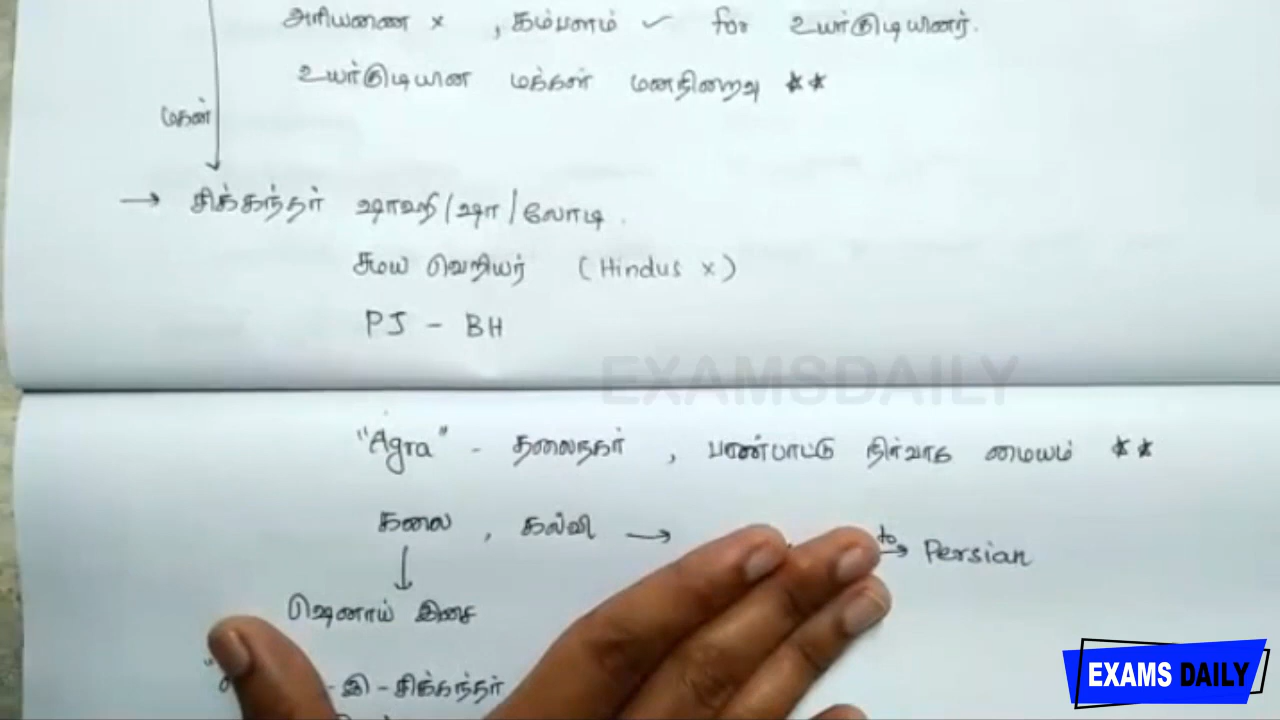 அரியணை x , கம்பளம் ✓ for உயர்குடியினர்.
உயர்குடியின மக்கள் மனநிறைவு ★★
மகன்
→ சிக்கந்தர் ஷாஹி/ஷா/லோடி.
சமய வெறியர் (Hindus x)
PJ - BH
EXAMSDAILY
"Agra" - தலைநகர் , பண்பாட்டு நிர்வாக மையம் ★★
கலை , கல்வி → to → Persian
ஷெனாய் இசை
-இ-சிக்கந்தர்
EXAMS DAILY